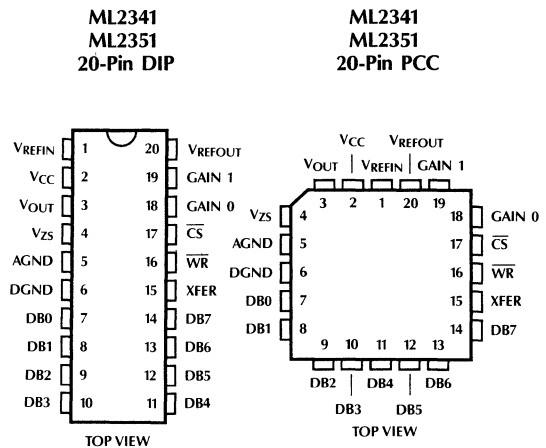 ML2341
ML2351
20-Pin DIP
VREFIN 1 20 VREFOUT
VCC 2 19 GAIN 1
VOUT 3 18 GAIN 0
VZS 4 17 CS
AGND 5 16 WR
DGND 6 15 XFER
DB0 7 14 DB7
DB1 8 13 DB6
DB2 9 12 DB5
DB3 10 11 DB4
TOP VIEW
ML2341
ML2351
20-Pin PCC
VCC VREFOUT
VOUT VREFIN GAIN 1
3 2 1 20 19
VZS 4 18 GAIN 0
AGND 5 17 CS
DGND 6 16 WR
DB0 7 15 XFER
DB1 8 14 DB7
9 10 11 12 13
DB2 DB4 DB6
DB3 DB5
TOP VIEW